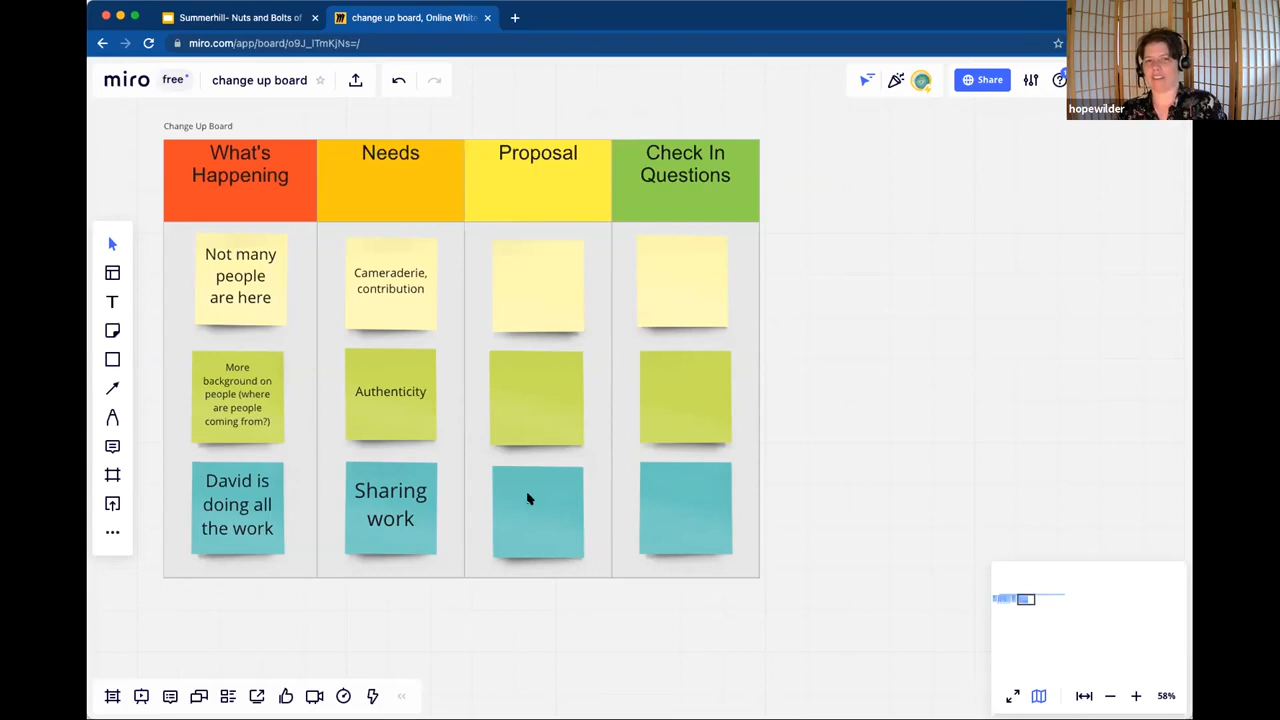 Summerhill- Nuts and Bolts of
change up board, Online White
miro.com/app/board/o9J_lTmKjNs=/
hopewilder
miro free change up board
Share
Change Up Board
What's
Happening
Needs
Proposal
Check In
Questions
Not many
people
are here
Cameraderie,
contribution
More
background on
people (where
are people
coming from?)
Authenticity
David is
doing all
the work
Sharing
work
58%